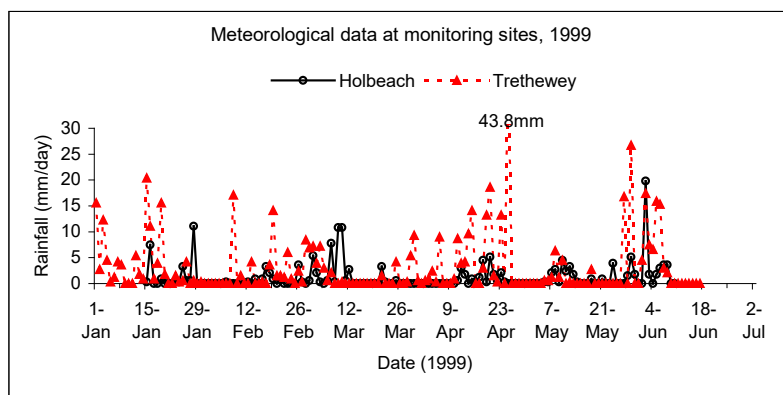 Meteorological data at monitoring sites, 1999
Holbeach Trethewey
43.8mm
Rainfall (mm/day)
30
25
20
15
10
5
0
1- 15- 29- 12- 26- 12- 26- 9- 23- 7- 21- 4- 18- 2-
Jan Jan Jan Feb Feb Mar Mar Apr Apr May May Jun Jun Jul
Date (1999)